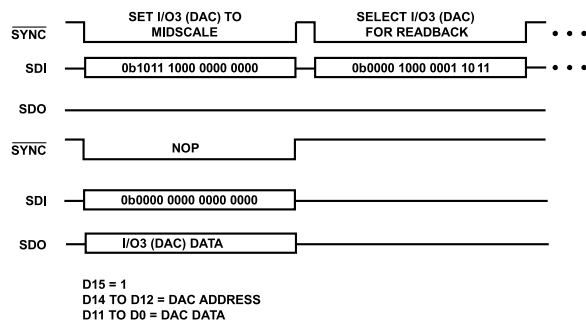 SET I/O3 (DAC) TO MIDSCALE
SELECT I/O3 (DAC) FOR READBACK
SYNC
SDI
0b1011 1000 0000 0000
0b0000 1000 0001 1011
SDO
SYNC
NOP
SDI
0b0000 0000 0000 0000
SDO
I/O3 (DAC) DATA
D15 = 1
D14 TO D12 = DAC ADDRESS
D11 TO D0 = DAC DATA